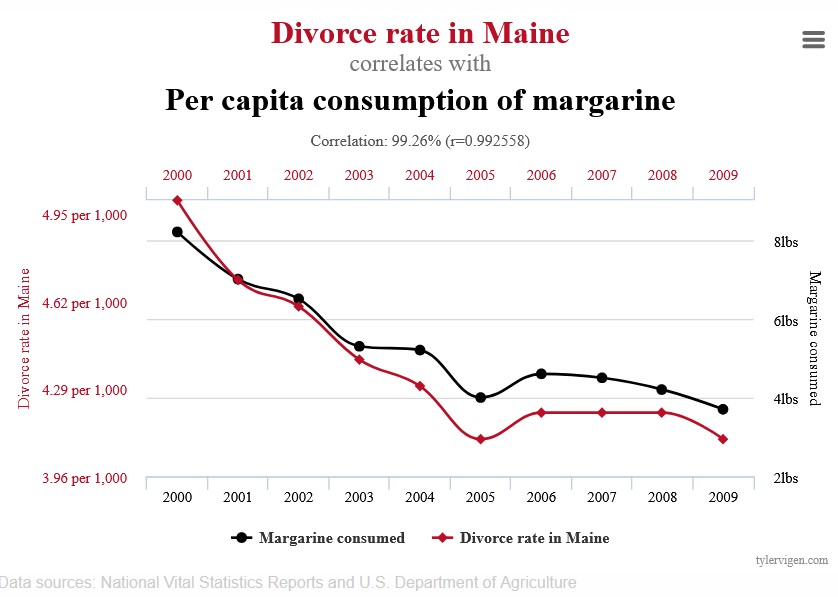 Divorce rate in Maine
correlates with
Per capita consumption of margarine
Correlation: 99.26% (r=0.992558)
2000 2001 2002 2003 2004 2005 2006 2007 2008 2009
4.95 per 1,000
4.62 per 1,000
4.29 per 1,000
3.96 per 1,000
Divorce rate in Maine
8lbs
6lbs
4lbs
2lbs
Margarine consumed
2000 2001 2002 2003 2004 2005 2006 2007 2008 2009
Margarine consumed Divorce rate in Maine
tylervigen.com
Data sources: National Vital Statistics Reports and U.S. Department of Agriculture